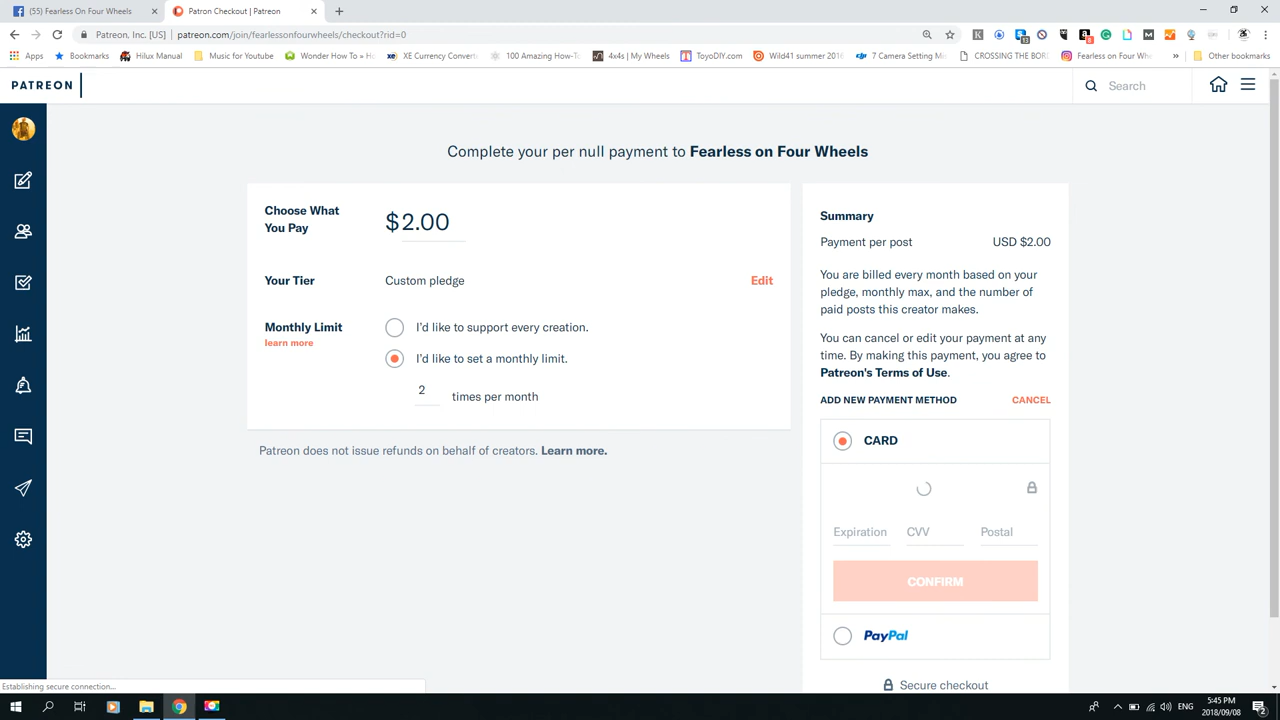 (55) Fearless On Four Wheels
Patron Checkout | Patreon
Patreon, Inc. [US] | patreon.com/join/fearlessonfourwheels/checkout?rid=0
Apps Bookmarks Hilux Manual Music for Youtube Wonder How To » H XE Currency Convert 100 Amazing How-To 4x4s | My Wheels ToyoDIY.com Wild41 summer 2016 7 Camera Setting Mi CROSSING THE BORD Fearless on Four Whe » Other bookmarks
PATREON
Search
Complete your per null payment to Fearless on Four Wheels
Choose What
You Pay
$2.00
Your Tier
Custom pledge
Edit
Monthly Limit
learn more
I'd like to support every creation.
I'd like to set a monthly limit.
2 times per month
Patreon does not issue refunds on behalf of creators. Learn more.
Summary
Payment per post USD $2.00
You are billed every month based on your
pledge, monthly max, and the number of
paid posts this creator makes.
You can cancel or edit your payment at any
time. By making this payment, you agree to
Patreon's Terms of Use.
ADD NEW PAYMENT METHOD CANCEL
CARD
Expiration CVV Postal
CONFIRM
PayPal
Secure checkout
Establishing secure connection...
ENG
5:45 PM
2018/09/08
2